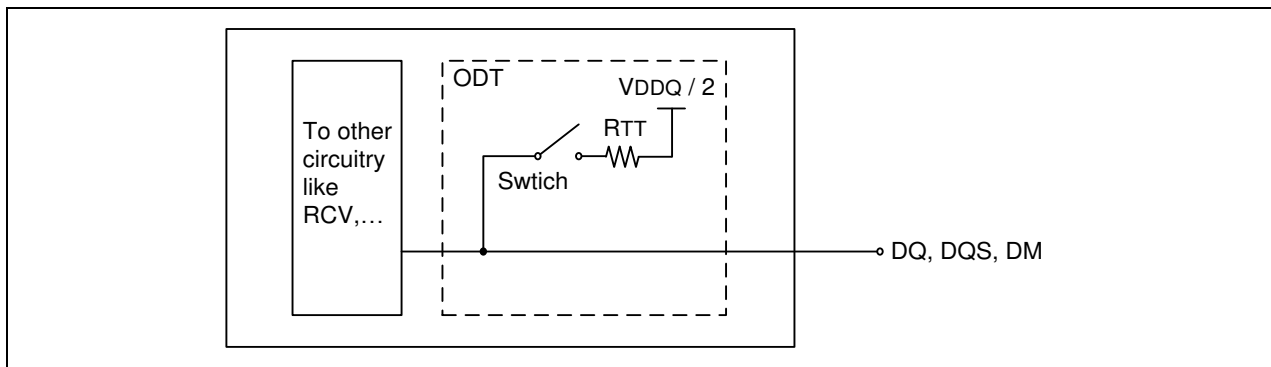 ODT
VDDQ / 2
To other
circuitry
like
RCV,…
RTT
Swtich
DQ, DQS, DM